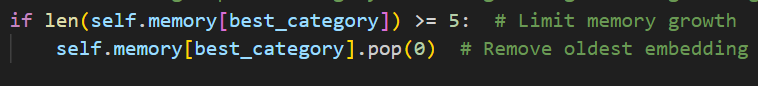 if len(self.memory[best_category]) >= 5:  # Limit memory growth
    self.memory[best_category].pop(0)  # Remove oldest embedding